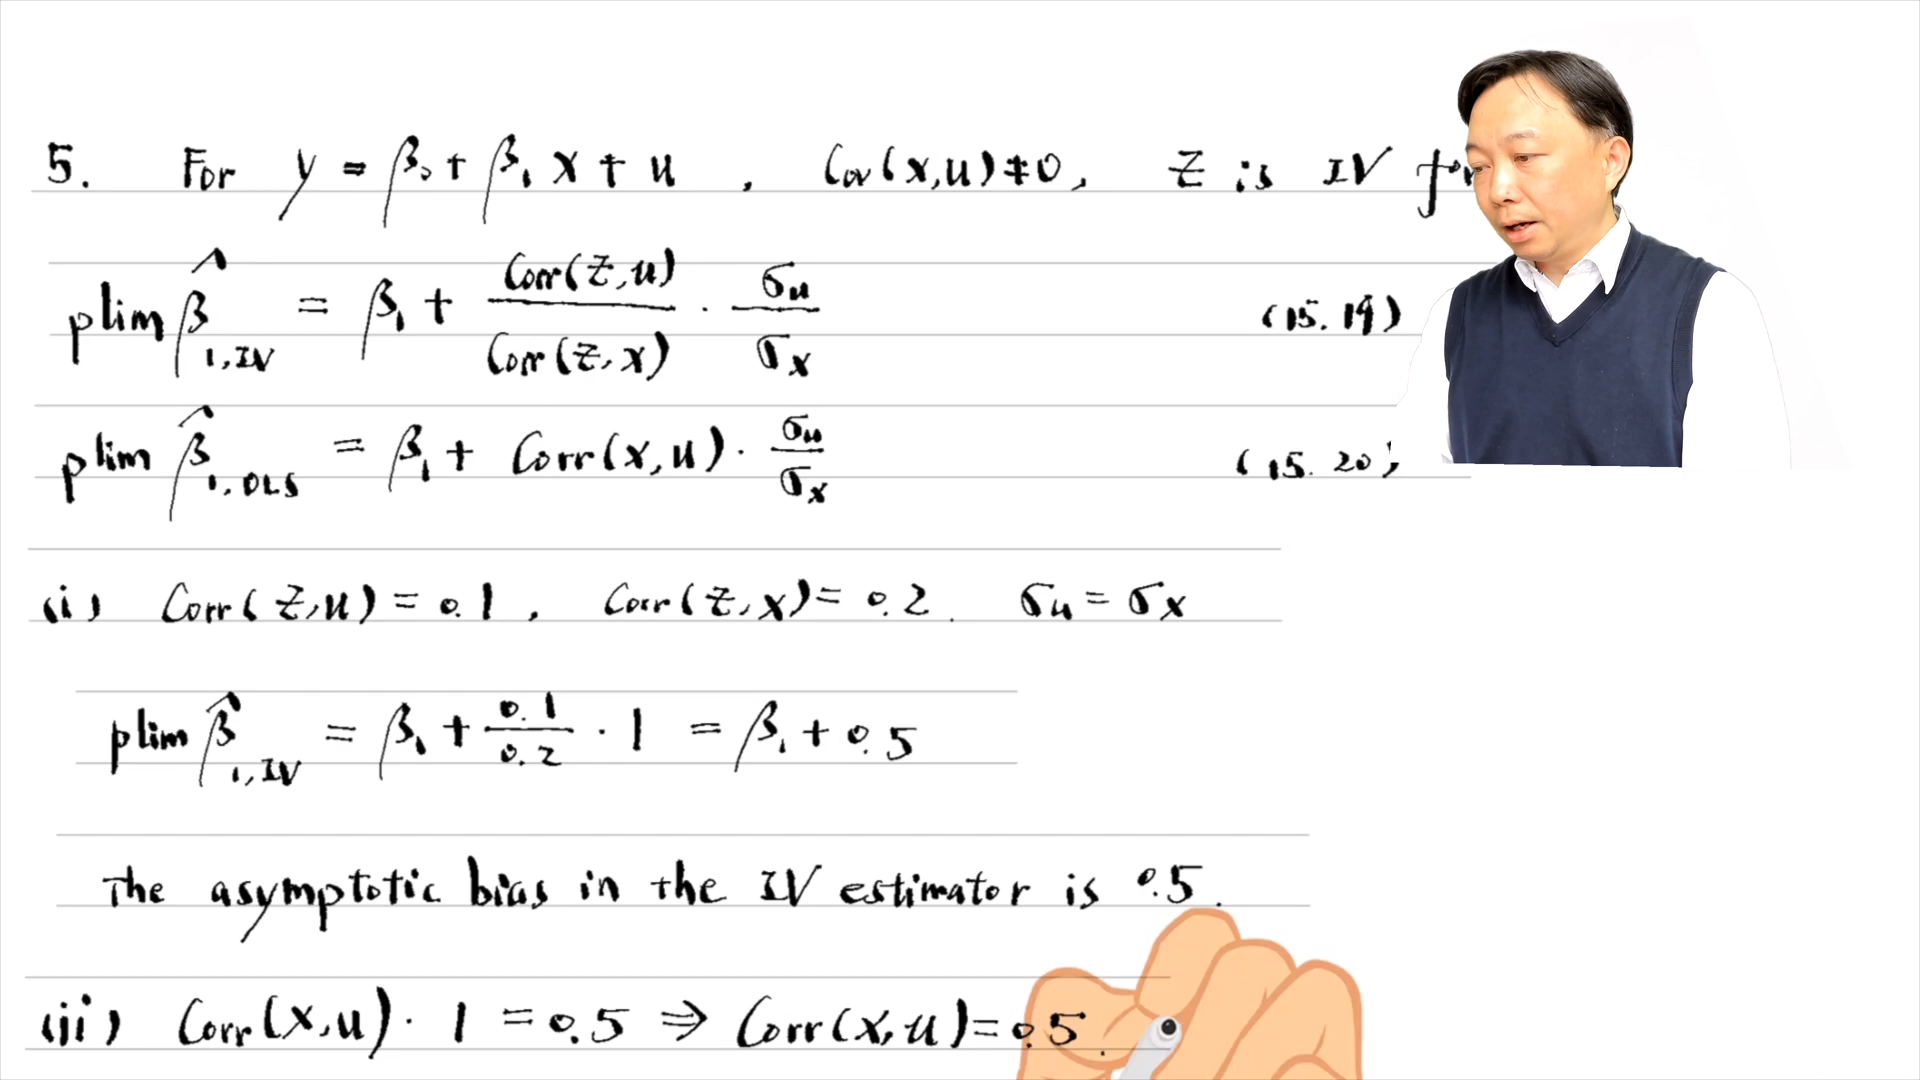 5. For y = β₀ + β₁ x + u , Cov(x,u) ≠ 0, z is IV for
plim β̂₁,IV = β₁ + Corr(z,u) / Corr(z,x) · σu / σx (15.19)
plim β̂₁,OLS = β₁ + Corr(x,u) · σu / σx (15.20)
(i) Corr(z,u) = 0.1 , Corr(z,x) = 0.2 . σu = σx
plim β̂₁,IV = β₁ + 0.1 / 0.2 · 1 = β₁ + 0.5
The asymptotic bias in the IV estimator is 0.5 .
(ii) Corr(x,u) · 1 = 0.5 ⇒ Corr(x,u) = 0.5 .